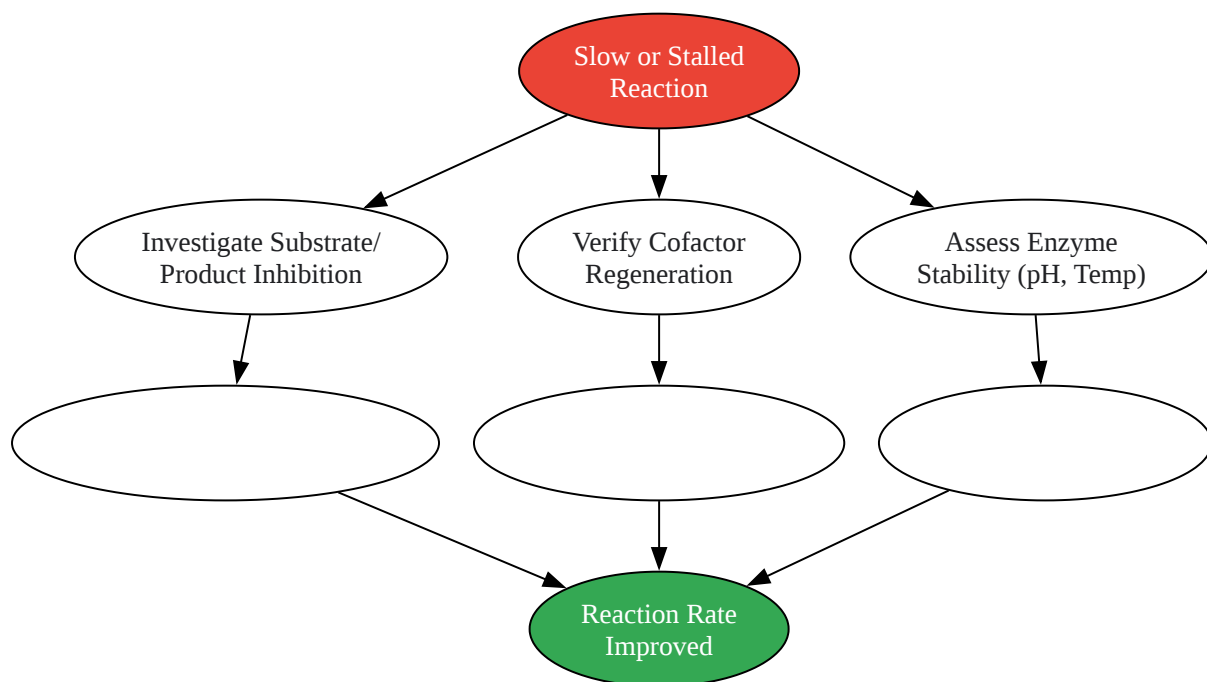 Slow or Stalled
Reaction
Investigate Substrate/
Product Inhibition
Verify Cofactor
Regeneration
Assess Enzyme
Stability (pH, Temp)
Reaction Rate
Improved